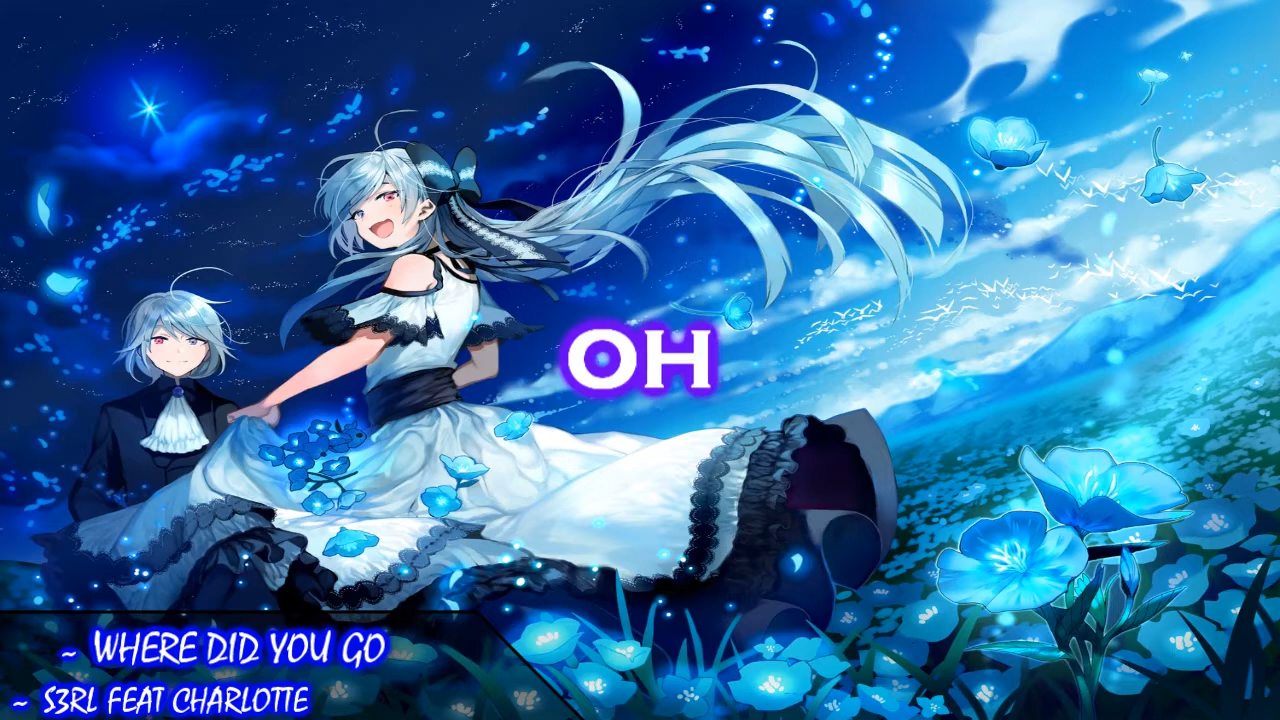 OH
~ WHERE DID YOU GO
~ S3RL FEAT CHARLOTTE